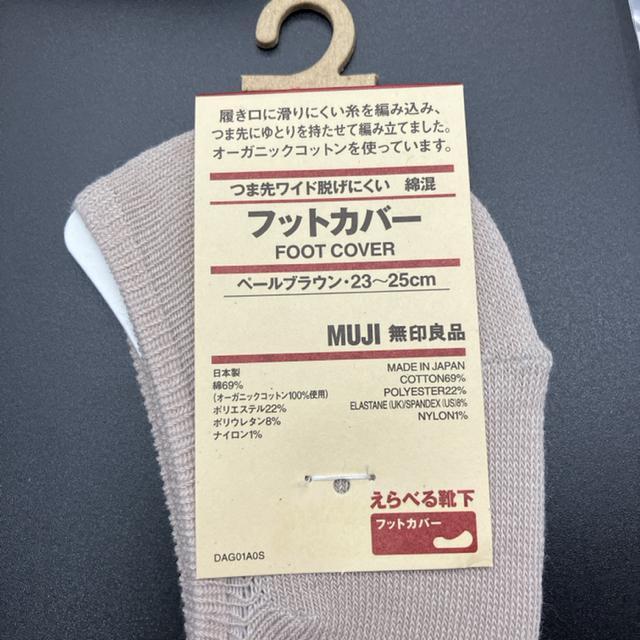 履き口に滑りにくい糸を編み込み、
つま先にゆとりを持たせて編み立てました。
オーガニックコットンを使っています。
つま先ワイド脱げにくい 綿混
フットカバー
FOOT COVER
ペールブラウン・23〜25cm
MUJI 無印良品
日本製
綿69%
(オーガニックコットン100%使用)
ポリエステル22%
ポリウレタン8%
ナイロン1%
MADE IN JAPAN
COTTON69%
POLYESTER22%
ELASTANE (UK)/SPANDEX (US)8%
NYLON1%
えらべる靴下
フットカバー
DAG01A0S